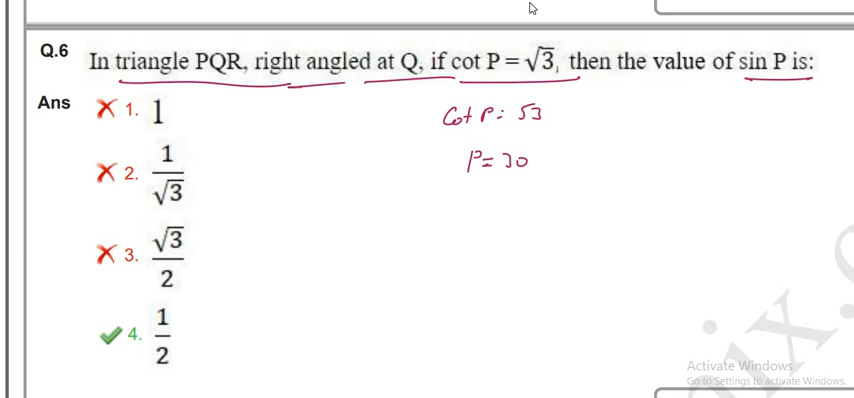 Q.6 In triangle PQR, right angled at Q, if cot P = √3, then the value of sin P is:
Ans 1. 1
2. 1/√3
3. √3/2
4. 1/2
Cot P = √3
P = 30
Activate Windows
Go to Settings to activate Windows.